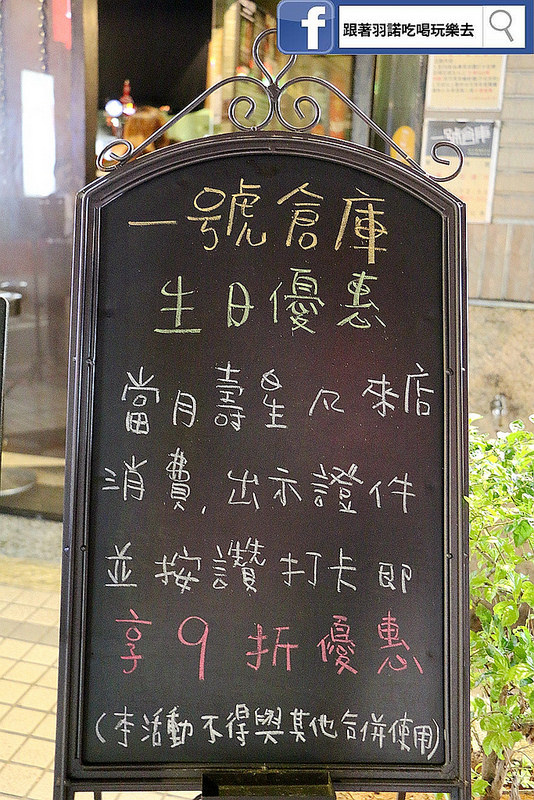 跟著羽諾吃喝玩樂去
一號倉庫
生日優惠
當月壽星凡來店
消費,出示證件
並按讚打卡即
享9折優惠
(本活動不得與其他合併使用)